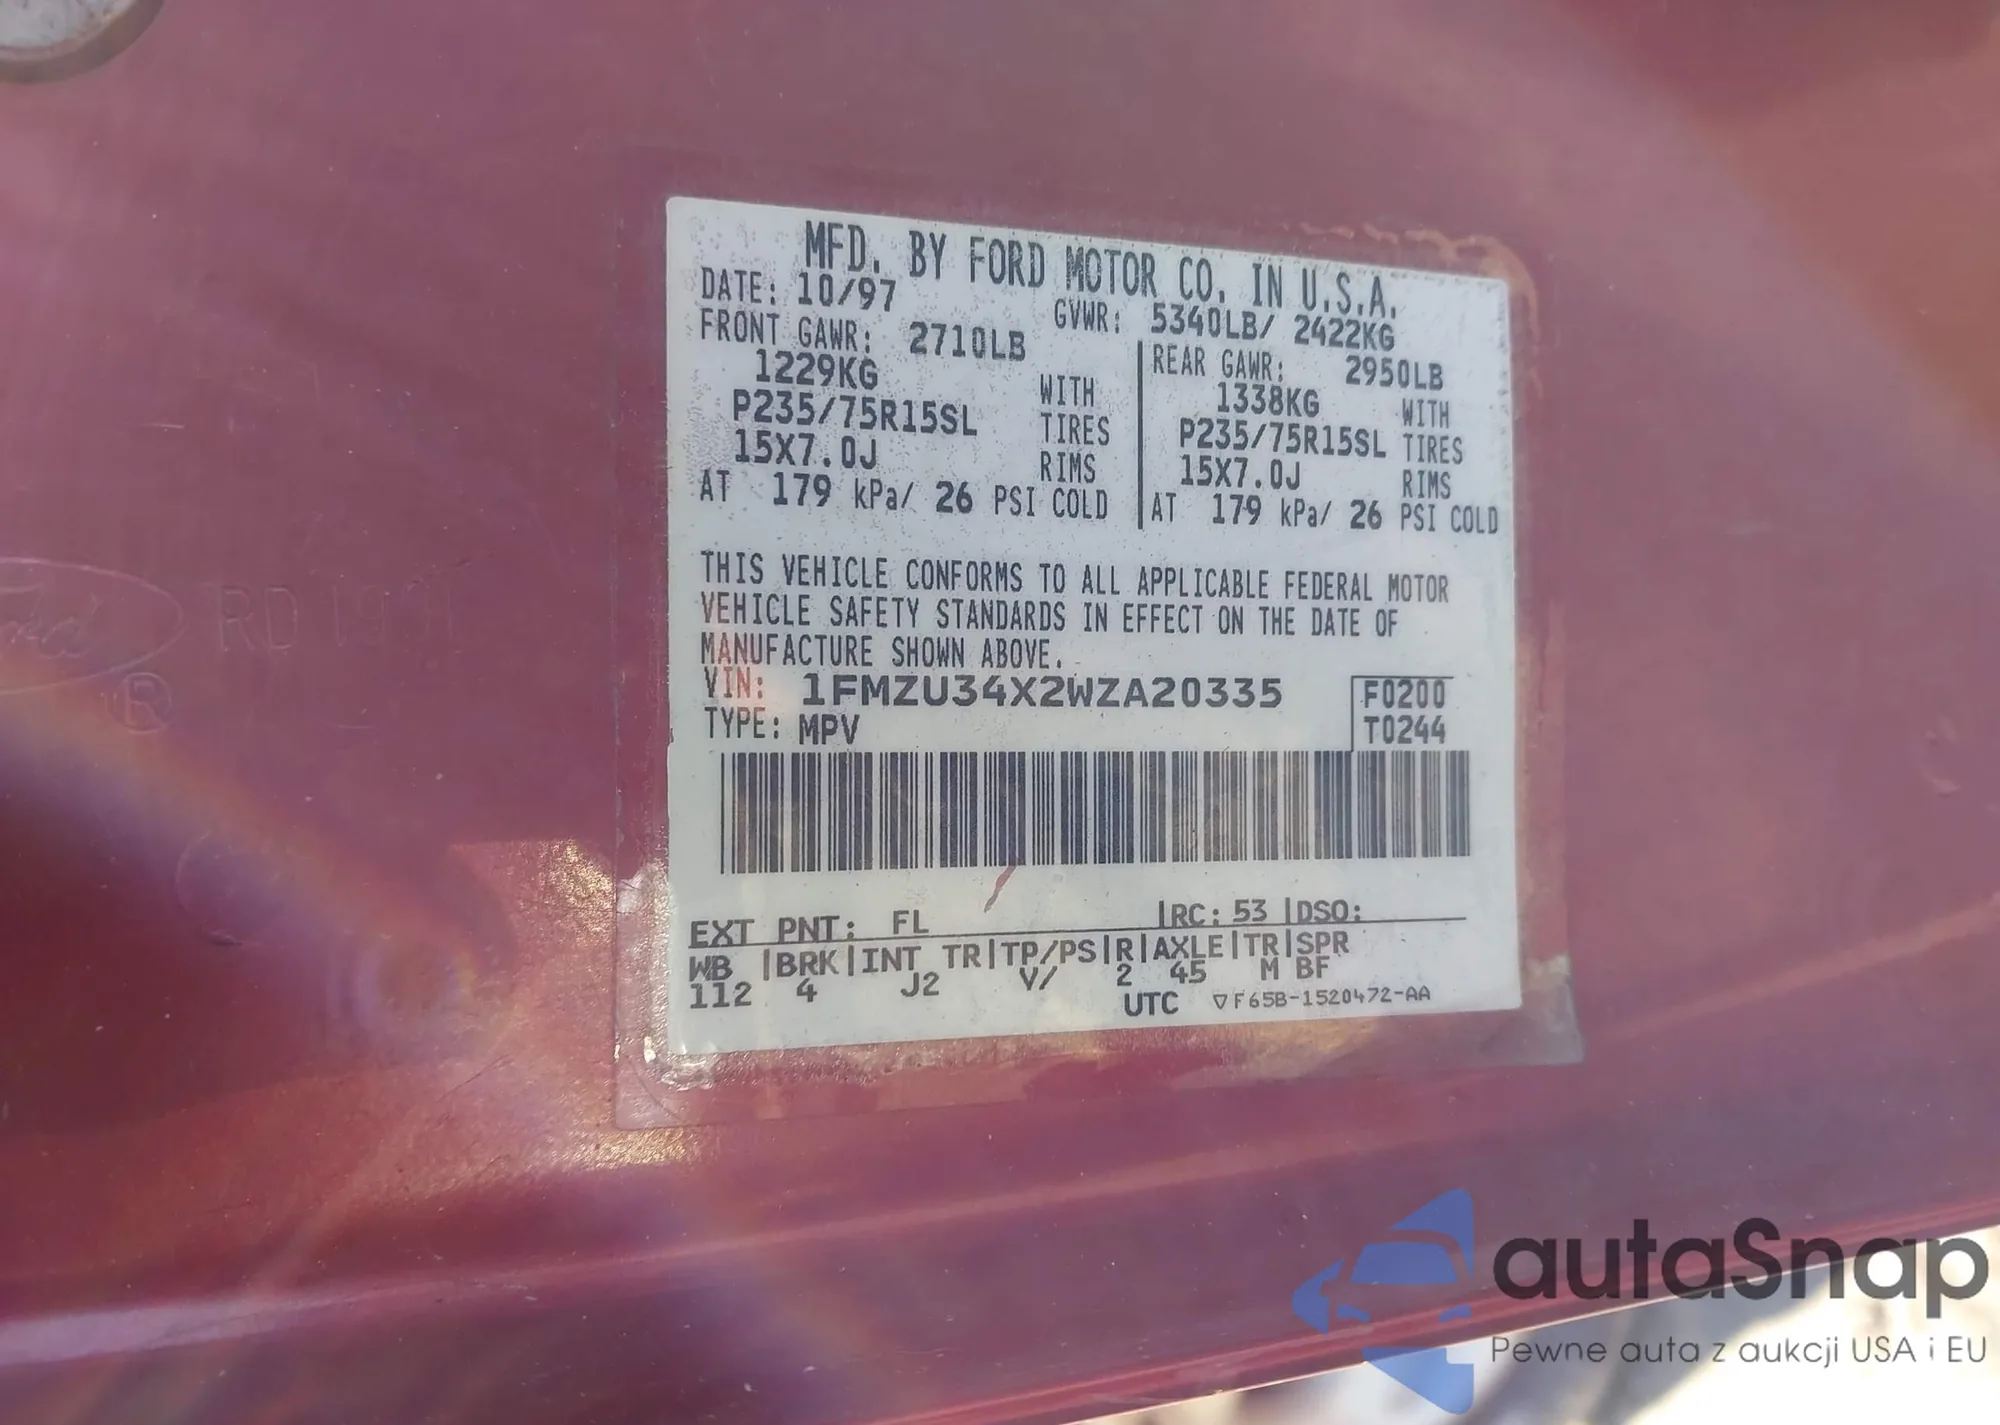 MFD. BY FORD MOTOR CO. IN U.S.A.
DATE: 10/97 GVWR: 5340LB/ 2422KG
FRONT GAWR: 2710LB REAR GAWR: 2950LB
1229KG WITH 1338KG WITH
P235/75R15SL TIRES P235/75R15SL TIRES
15X7.0J RIMS 15X7.0J RIMS
AT 179 kPa/ 26 PSI COLD AT 179 kPa/ 26 PSI COLD
THIS VEHICLE CONFORMS TO ALL APPLICABLE FEDERAL MOTOR
VEHICLE SAFETY STANDARDS IN EFFECT ON THE DATE OF
MANUFACTURE SHOWN ABOVE.
VIN: 1FMZU34X2WZA20335 F0200
TYPE: MPV T0244
EXT PNT: FL |RC: 53 |DSO:
WB |BRK|INT TR|TP/PS|R|AXLE|TR|SPR
112 4 J2 V/ 2 45 M BF
UTC ▽F65B-1520472-AA
Ford
®
autaSnap
Pewne auta z aukcji USA i EU